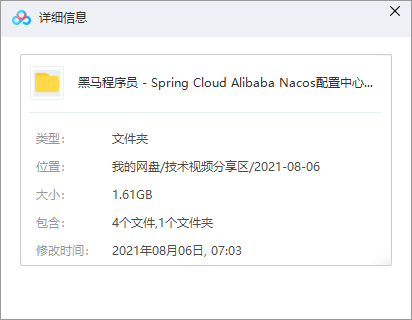 详细信息
黑马程序员 - Spring Cloud Alibaba Nacos配置中心...
类型： 文件夹
位置： 我的网盘/技术视频分享区/2021-08-06
大小： 1.61GB
包含： 4个文件,1个文件夹
修改时间： 2021年08月06日, 07:03